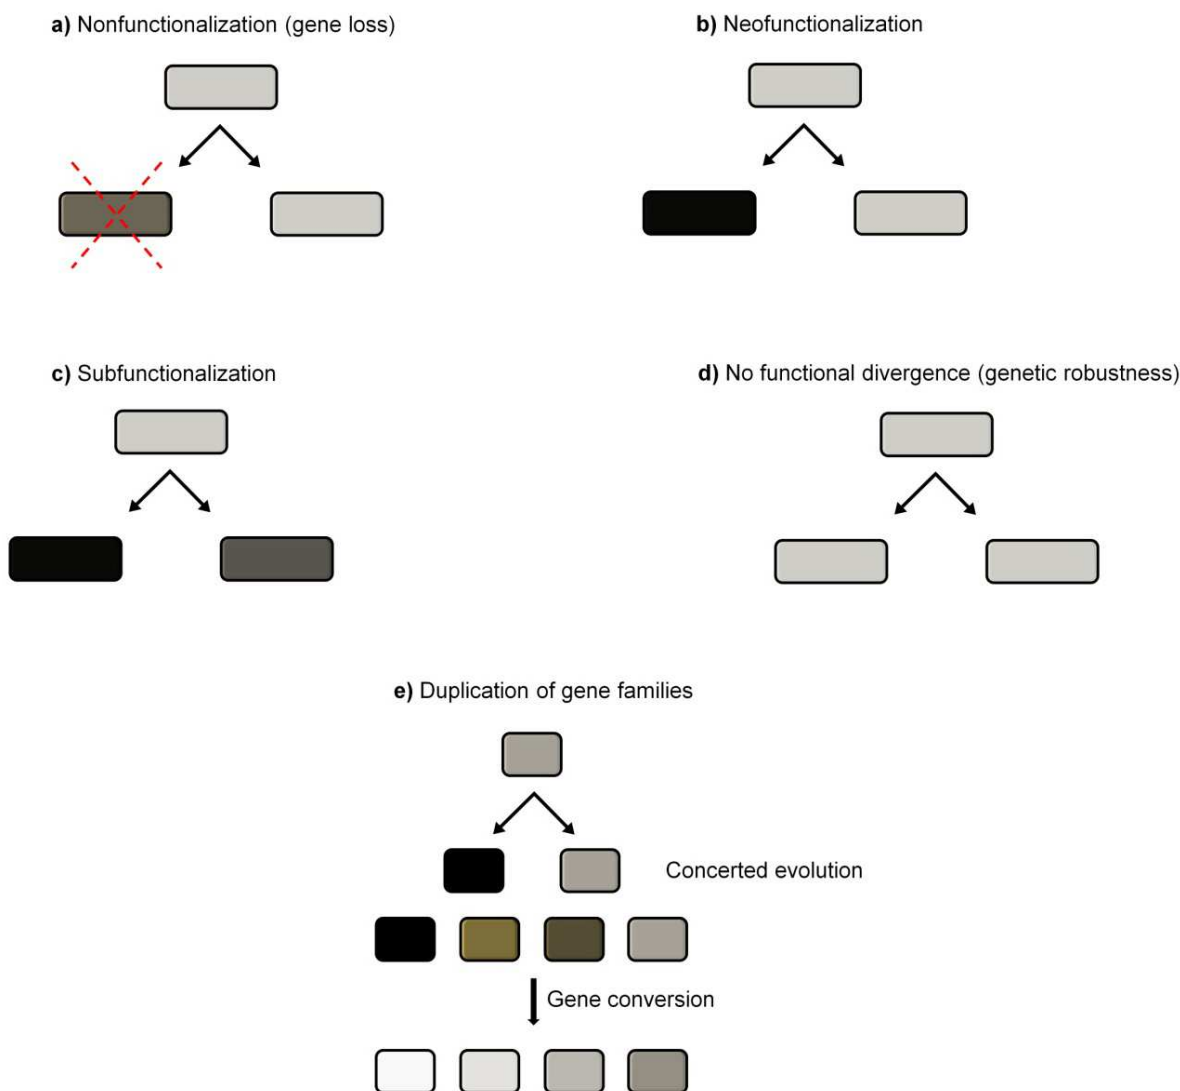 a) Nonfunctionalization (gene loss)
b) Neofunctionalization
c) Subfunctionalization
d) No functional divergence (genetic robustness)
e) Duplication of gene families
Concerted evolution
Gene conversion